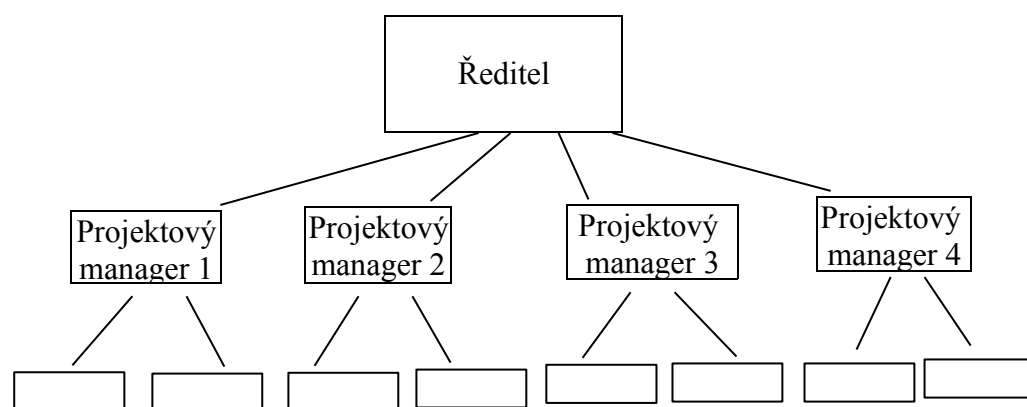 Ředitel
Projektový
manager 1
Projektový
manager 2
Projektový
manager 3
Projektový
manager 4